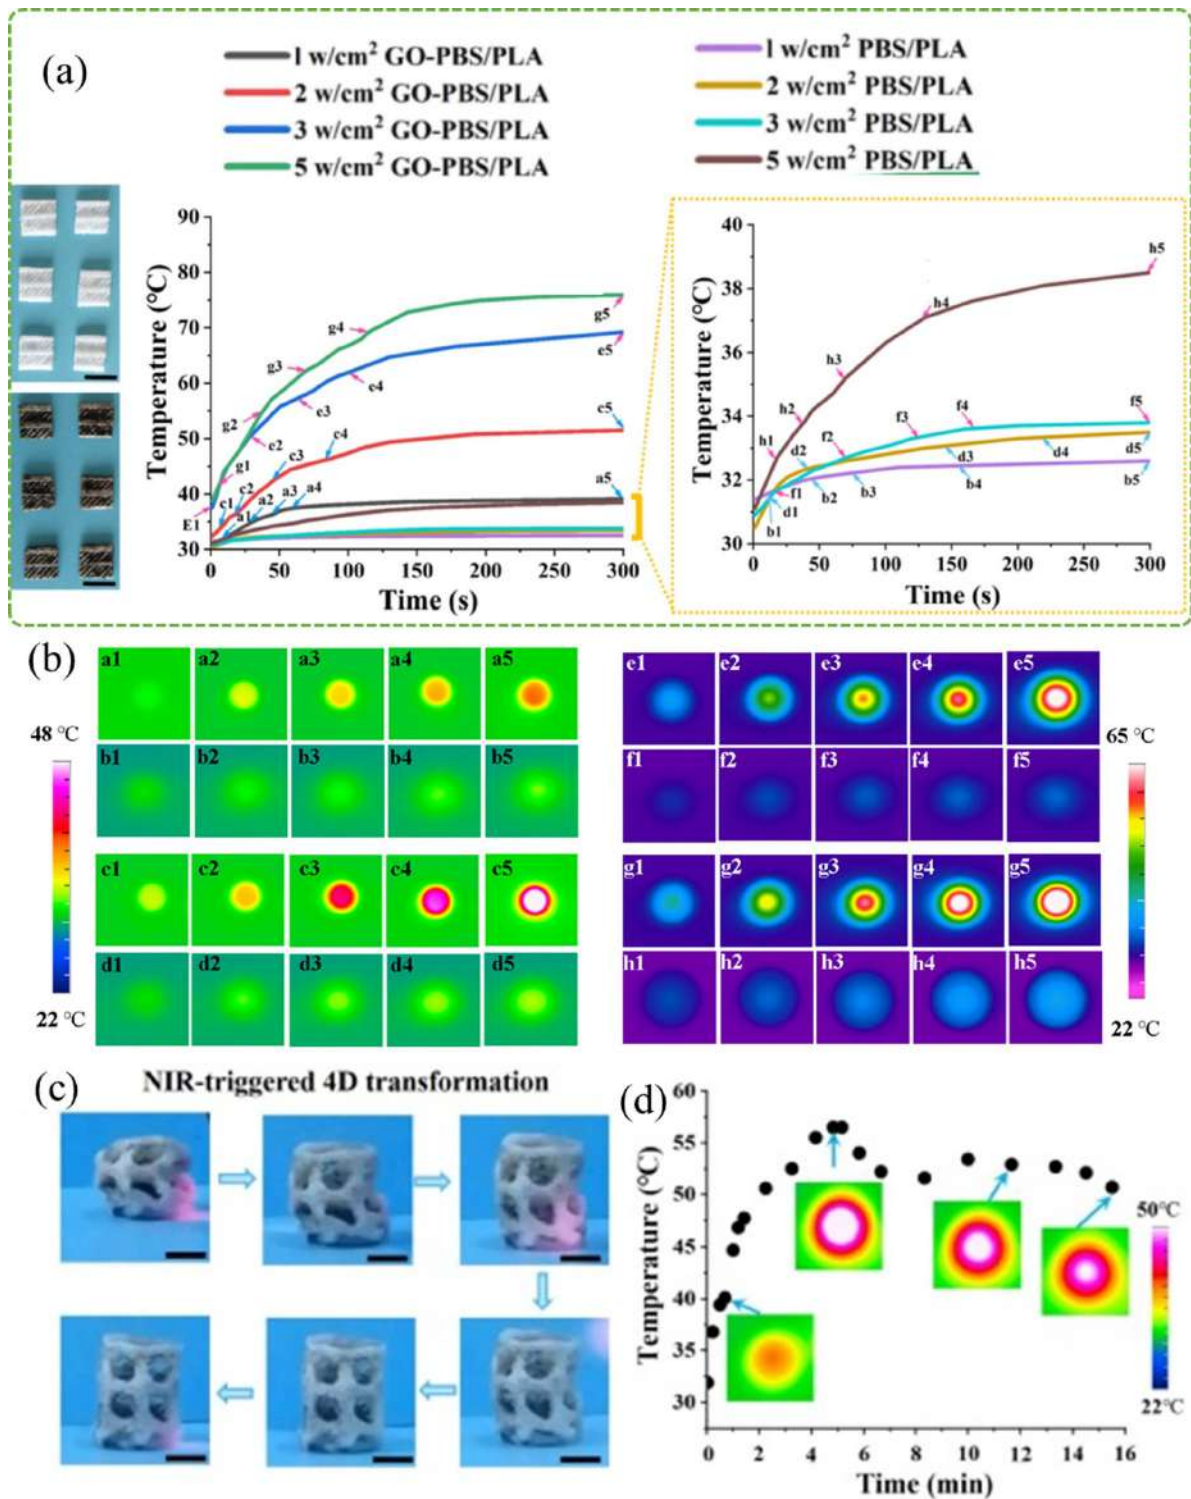 (a)
1 w/cm² GO-PBS/PLA
2 w/cm² GO-PBS/PLA
3 w/cm² GO-PBS/PLA
5 w/cm² GO-PBS/PLA
1 w/cm² PBS/PLA
2 w/cm² PBS/PLA
3 w/cm² PBS/PLA
5 w/cm² PBS/PLA
Temperature (°C)
90
80
70
60
50
40
30
0 50 100 150 200 250 300
Time (s)
E1 g1 g2 g3 g4 g5
e2 e3 e4 e5
c1 c2 c3 c4 c5
a1 a2 a3 a4 a5
Temperature (°C)
40
38
36
34
32
30
0 50 100 150 200 250 300
Time (s)
h1 h2 h3 h4 h5
f1 f2 f3 f4 f5
d1 d2 d3 d4 d5
b1 b2 b3 b4 b5
(b)
a1 a2 a3 a4 a5
b1 b2 b3 b4 b5
c1 c2 c3 c4 c5
d1 d2 d3 d4 d5
48 °C
22 °C
e1 e2 e3 e4 e5
f1 f2 f3 f4 f5
g1 g2 g3 g4 g5
h1 h2 h3 h4 h5
65 °C
22 °C
(c)
NIR-triggered 4D transformation
(d)
Temperature (°C)
60
55
50
45
40
35
30
0 2 4 6 8 10 12 14 16
Time (min)
50°C
22°C